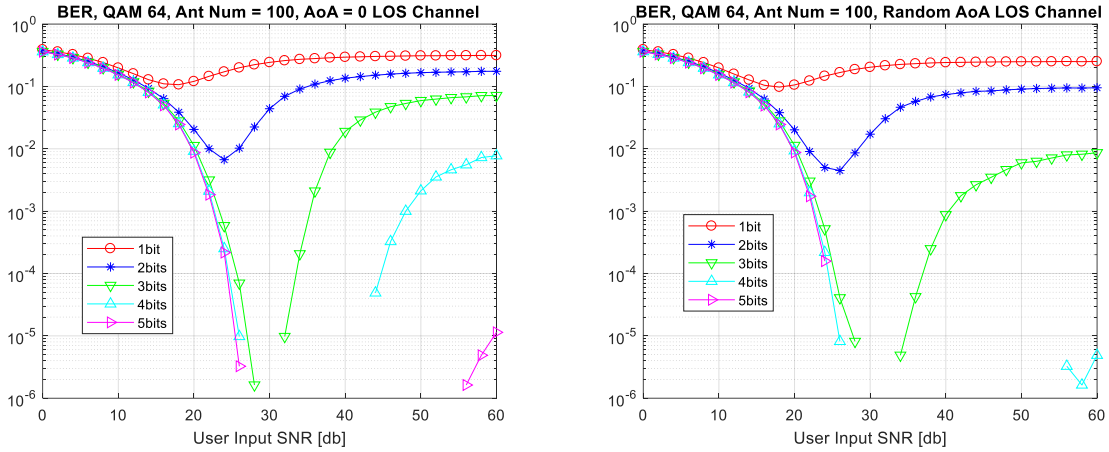 BER, QAM 64, Ant Num = 100, AoA = 0 LOS Channel
10^0
10^-1
10^-2
10^-3
10^-4
10^-5
10^-6
1bit
2bits
3bits
4bits
5bits
0 10 20 30 40 50 60
User Input SNR [db]
BER, QAM 64, Ant Num = 100, Random AoA LOS Channel
10^0
10^-1
10^-2
10^-3
10^-4
10^-5
10^-6
1bit
2bits
3bits
4bits
5bits
0 10 20 30 40 50 60
User Input SNR [db]